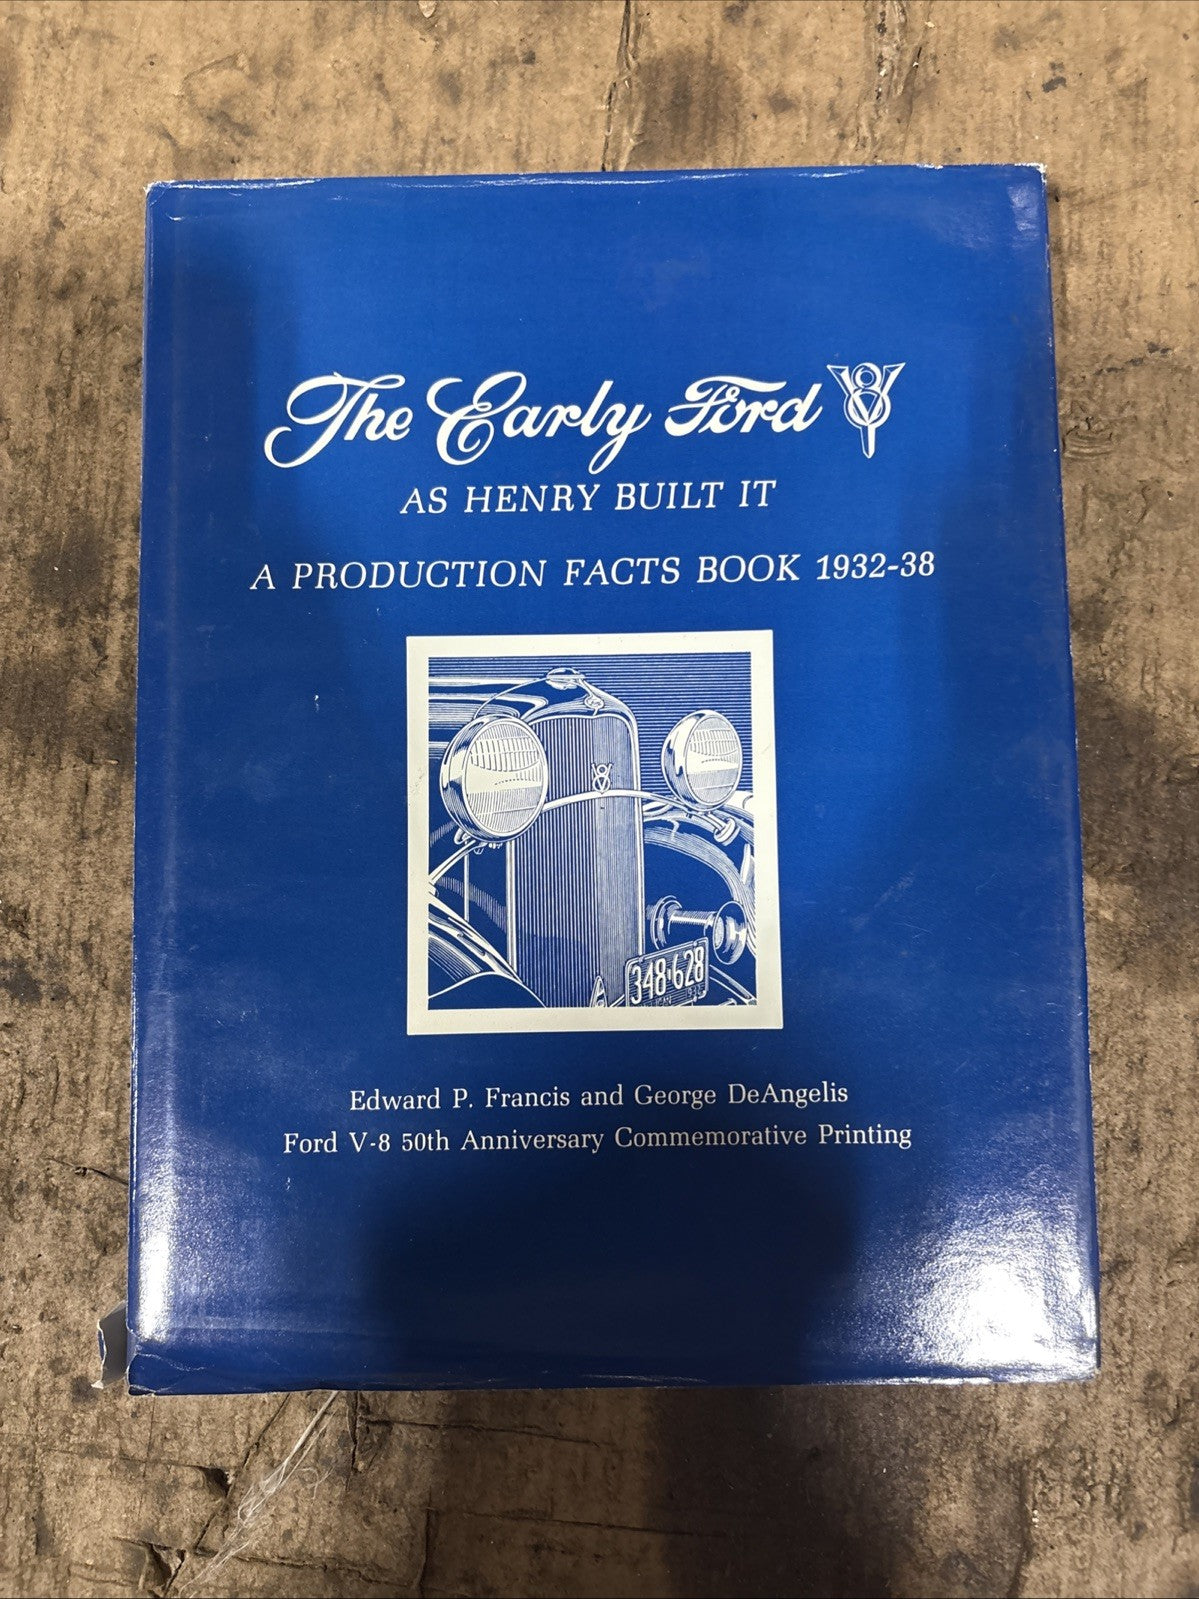 The Early Ford V8
AS HENRY BUILT IT
A PRODUCTION FACTS BOOK 1932-38
V8
348·628
Edward P. Francis and George DeAngelis
Ford V-8 50th Anniversary Commemorative Printing